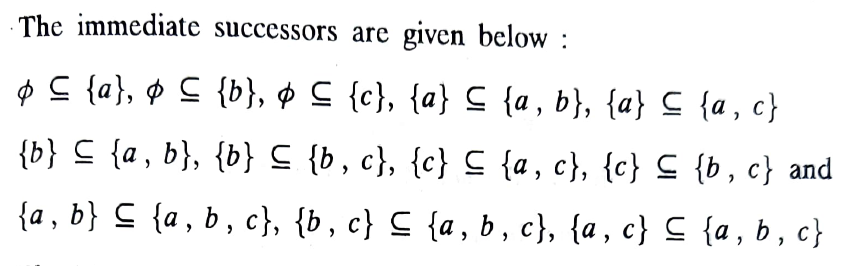 The immediate successors are given below :
ϕ ⊆ {a}, ϕ ⊆ {b}, ϕ ⊆ {c}, {a} ⊆ {a , b}, {a} ⊆ {a , c}
{b} ⊆ {a , b}, {b} ⊆ {b , c}, {c} ⊆ {a , c}, {c} ⊆ {b , c} and
{a , b} ⊆ {a , b , c}, {b , c} ⊆ {a , b , c}, {a , c} ⊆ {a , b , c}